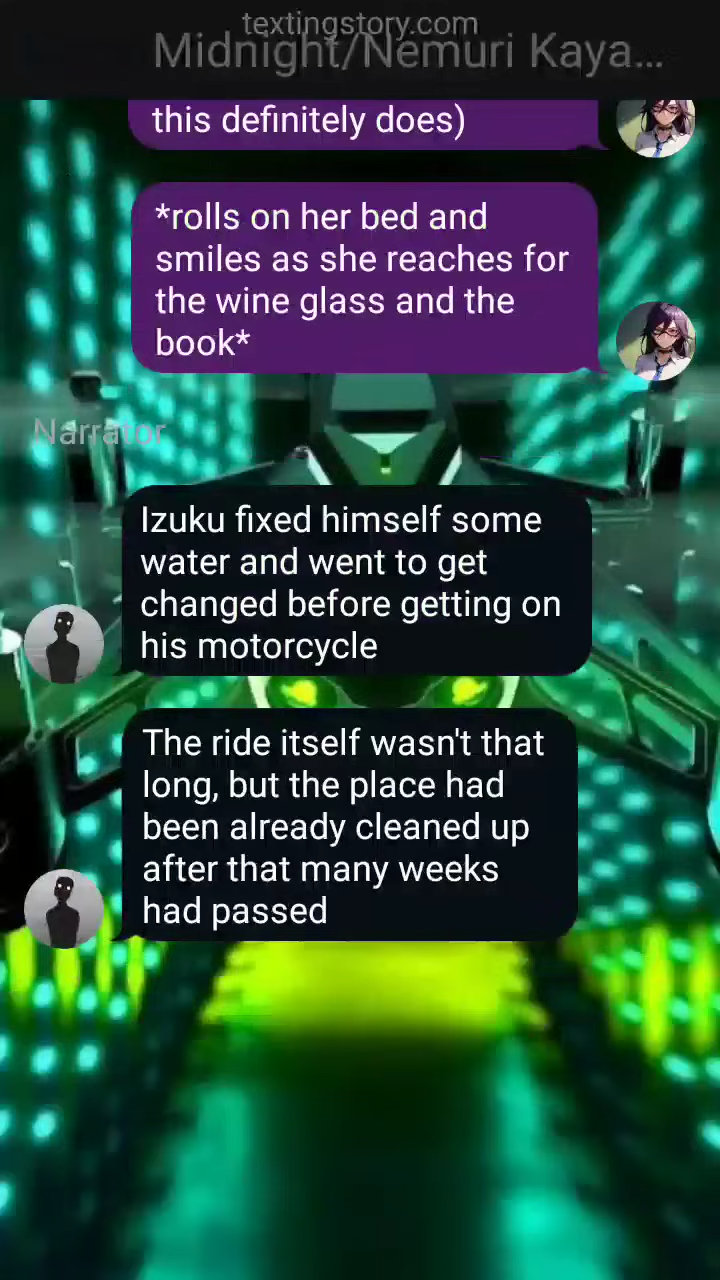 textingstory.com
Midnight/Nemuri Kaya...
this definitely does)
*rolls on her bed and
smiles as she reaches for
the wine glass and the
book*
Narrator
Izuku fixed himself some
water and went to get
changed before getting on
his motorcycle
The ride itself wasn't that
long, but the place had
been already cleaned up
after that many weeks
had passed